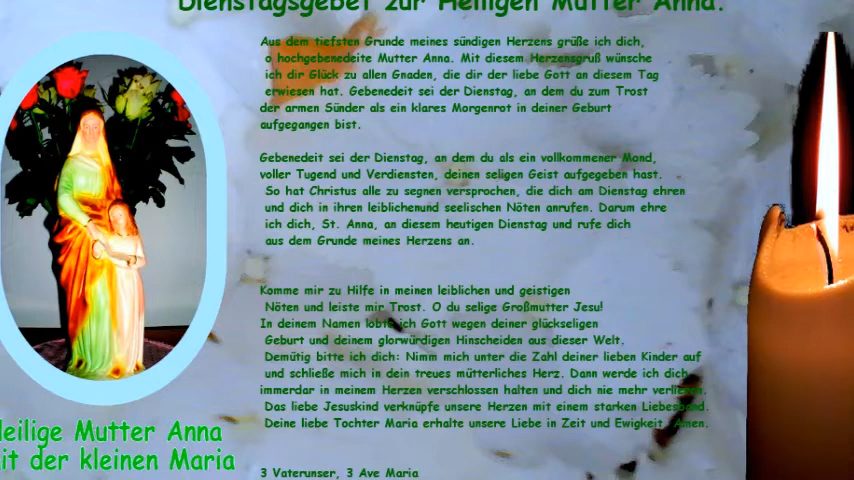 Dienstagsgebet zur Heiligen Mutter Anna.
Aus dem tiefsten Grunde meines sündigen Herzens grüße ich dich,
o hochgebenedeite Mutter Anna. Mit diesem Herzensgruß wünsche
ich dir Glück zu allen Gnaden, die dir der liebe Gott an diesem Tag
erwiesen hat. Gebenedeit sei der Dienstag, an dem du zum Trost
der armen Sünder als ein klares Morgenrot in deiner Geburt
aufgegangen bist.
Gebenedeit sei der Dienstag, an dem du als ein vollkommener Mond,
voller Tugend und Verdiensten, deinen seligen Geist aufgegeben hast.
So hat Christus alle zu segnen versprochen, die dich am Dienstag ehren
und dich in ihren leiblichenund seelischen Nöten anrufen. Darum ehre
ich dich, St. Anna, an diesem heutigen Dienstag und rufe dich
aus dem Grunde meines Herzens an.
Komme mir zu Hilfe in meinen leiblichen und geistigen
Nöten und leiste mir Trost. O du selige Großmutter Jesu!
In deinem Namen lobte ich Gott wegen deiner glückseligen
Geburt und deinem glorwürdigen Hinscheiden aus dieser Welt.
Demütig bitte ich dich: Nimm mich unter die Zahl deiner lieben Kinder auf
und schließe mich in dein treues mütterliches Herz. Dann werde ich dich
immerdar in meinem Herzen verschlossen halten und dich nie mehr verlieren.
Das liebe Jesuskind verknüpfe unsere Herzen mit einem starken Liebesband.
Deine liebe Tochter Maria erhalte unsere Liebe in Zeit und Ewigkeit. Amen.
3 Vaterunser, 3 Ave Maria
Heilige Mutter Anna
mit der kleinen Maria